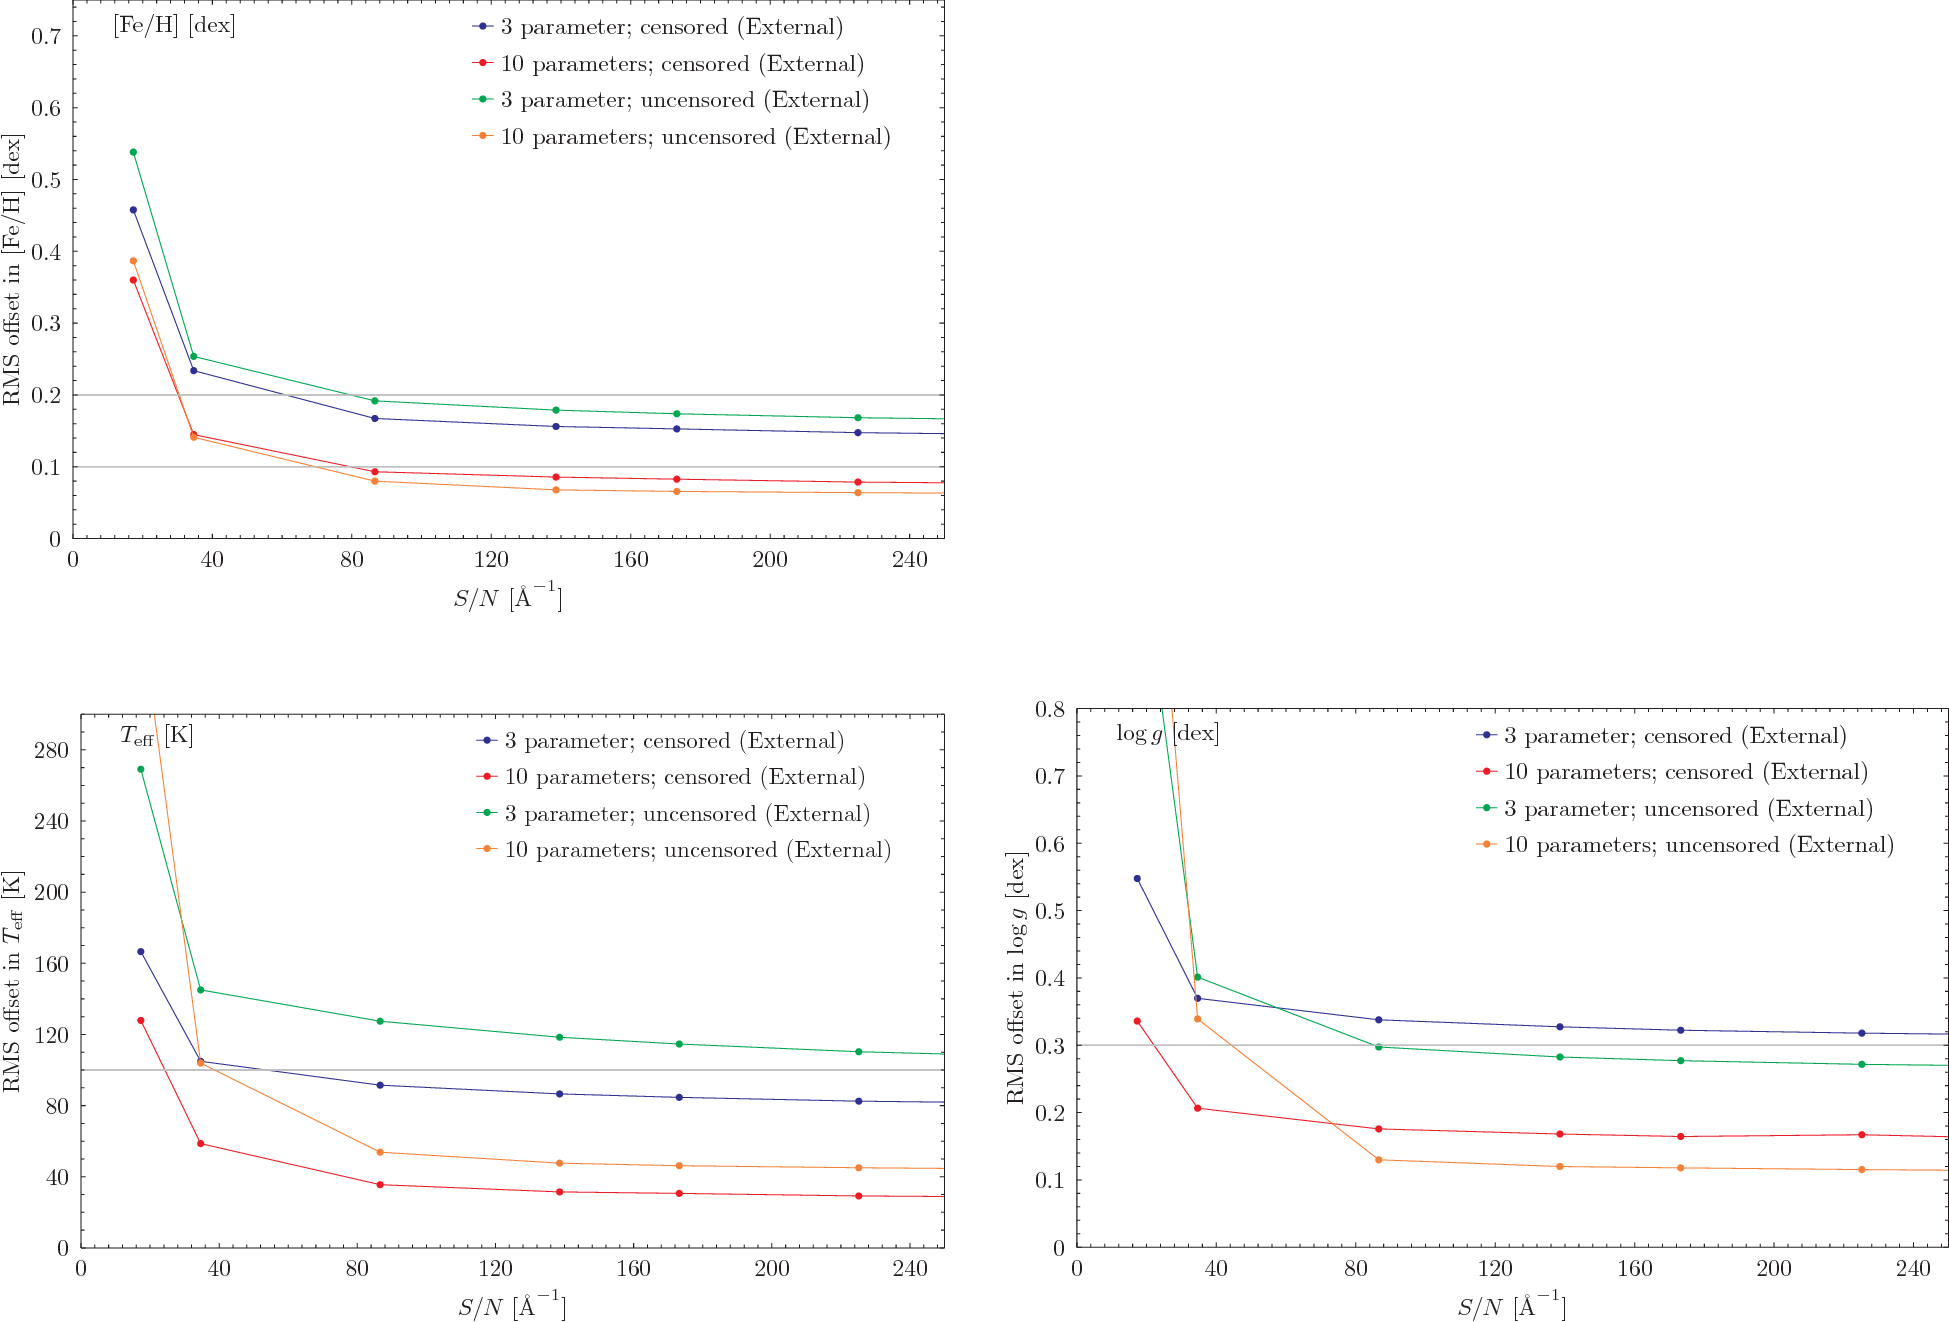 [Fe/H] [dex]
3 parameter; censored (External)
10 parameters; censored (External)
3 parameter; uncensored (External)
10 parameters; uncensored (External)
RMS offset in [Fe/H] [dex]
0.7
0.6
0.5
0.4
0.3
0.2
0.1
0
0 40 80 120 160 200 240
S/N [Å⁻¹]
T_eff [K]
3 parameter; censored (External)
10 parameters; censored (External)
3 parameter; uncensored (External)
10 parameters; uncensored (External)
RMS offset in T_eff [K]
280
240
200
160
120
80
40
0
0 40 80 120 160 200 240
S/N [Å⁻¹]
log g [dex]
3 parameter; censored (External)
10 parameters; censored (External)
3 parameter; uncensored (External)
10 parameters; uncensored (External)
RMS offset in log g [dex]
0.8
0.7
0.6
0.5
0.4
0.3
0.2
0.1
0
0 40 80 120 160 200 240
S/N [Å⁻¹]